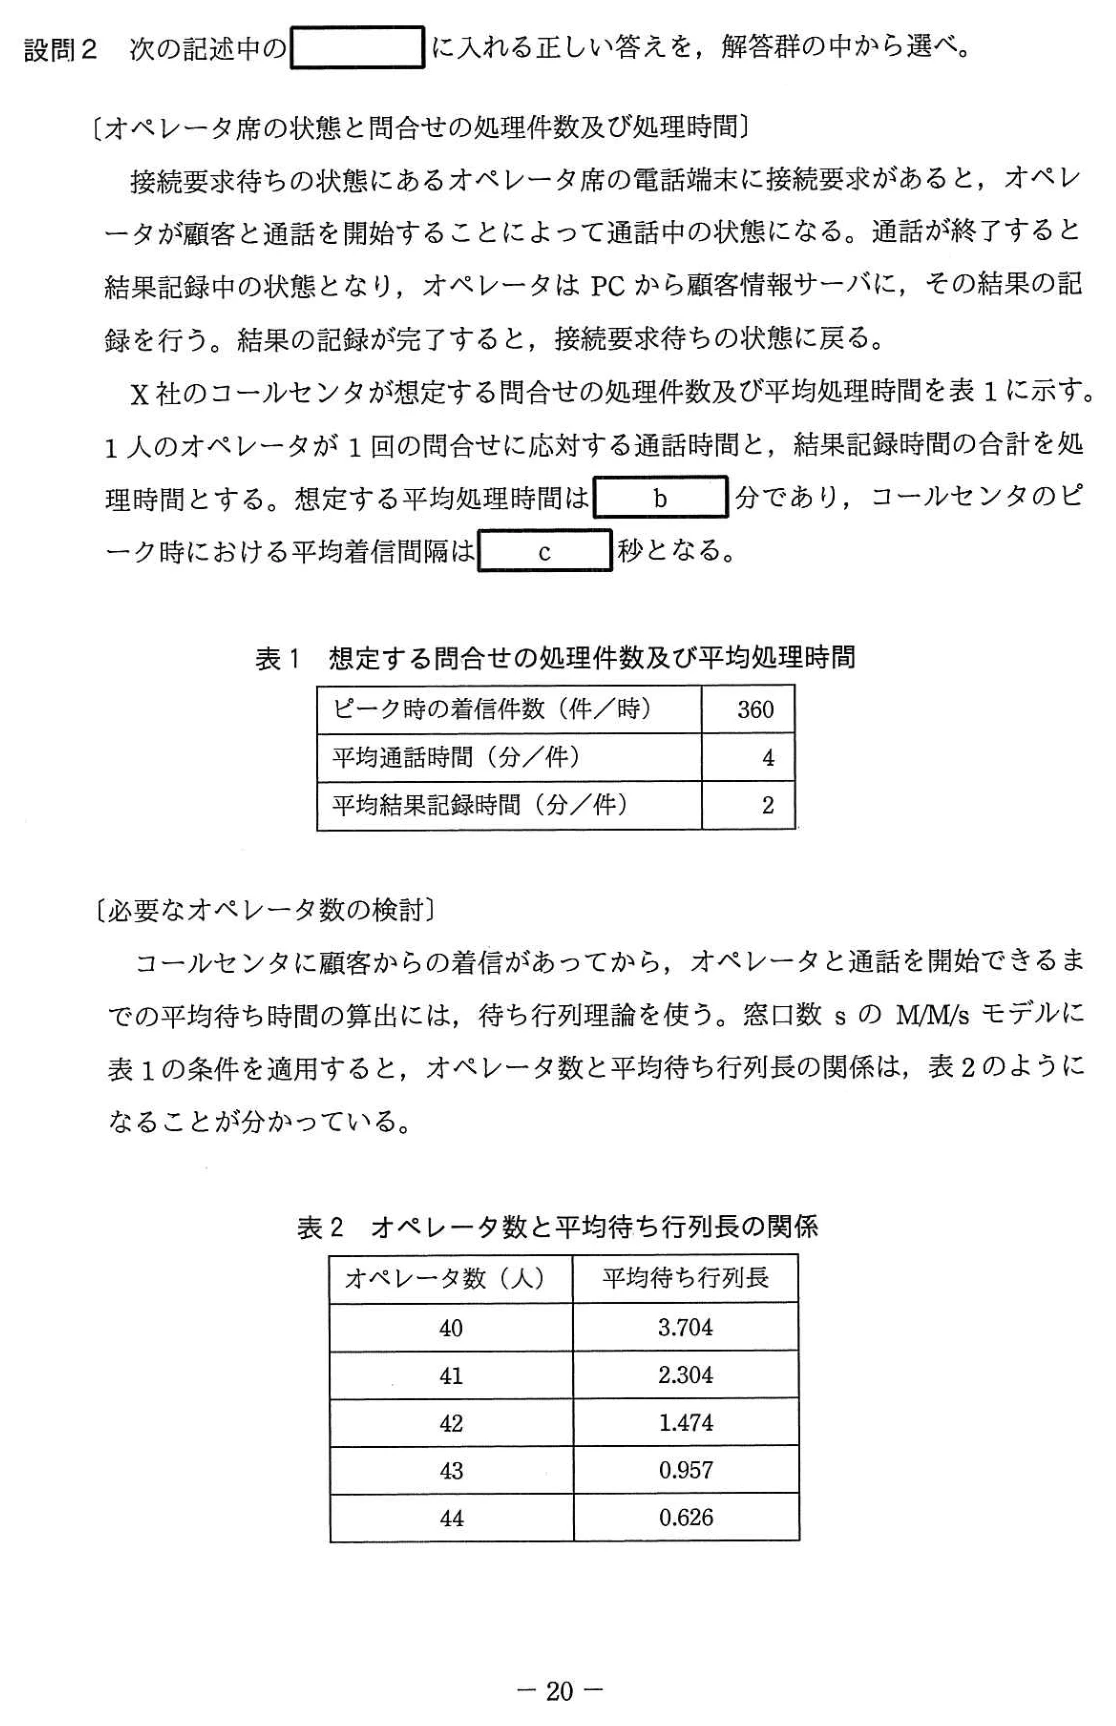 設問2　次の記述中の　　　　に入れる正しい答えを，解答群の中から選べ。
〔オペレータ席の状態と問合せの処理件数及び処理時間〕
接続要求待ちの状態にあるオペレータ席の電話端末に接続要求があると，オペレ
ータが顧客と通話を開始することによって通話中の状態になる。通話が終了すると
結果記録中の状態となり，オペレータは PC から顧客情報サーバに，その結果の記
録を行う。結果の記録が完了すると，接続要求待ちの状態に戻る。
X 社のコールセンタが想定する問合せの処理件数及び平均処理時間を表 1 に示す。
1 人のオペレータが 1 回の問合せに応対する通話時間と，結果記録時間の合計を処
理時間とする。想定する平均処理時間は b 分であり，コールセンタのピ
ーク時における平均着信間隔は c 秒となる。
表 1　想定する問合せの処理件数及び平均処理時間
ピーク時の着信件数（件／時） 360
平均通話時間（分／件） 4
平均結果記録時間（分／件） 2
〔必要なオペレータ数の検討〕
コールセンタに顧客からの着信があってから，オペレータと通話を開始できるま
での平均待ち時間の算出には，待ち行列理論を使う。窓口数 s の M/M/s モデルに
表 1 の条件を適用すると，オペレータ数と平均待ち行列長の関係は，表 2 のように
なることが分かっている。
表 2　オペレータ数と平均待ち行列長の関係
オペレータ数（人） 平均待ち行列長
40 3.704
41 2.304
42 1.474
43 0.957
44 0.626
－ 20 －